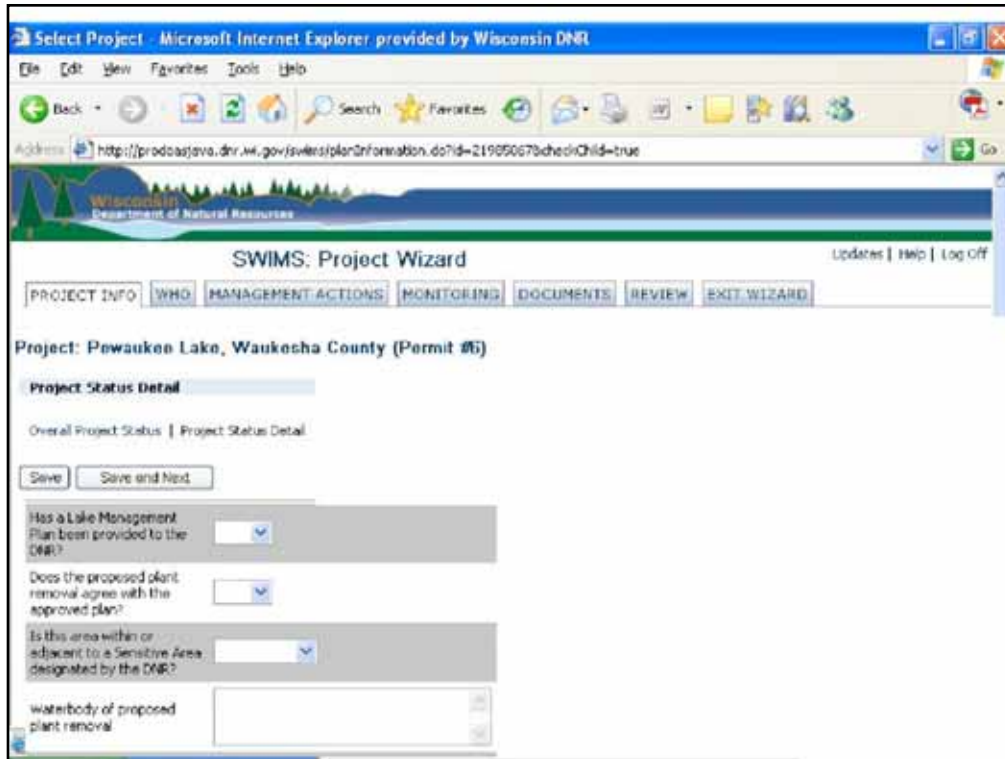 Select Project - Microsoft Internet Explorer provided by Wisconsin DNR
File Edit View Favorites Tools Help
Back Search Favorites
Address http://prodoasjava.dnr.wi.gov/swims/planInformation.do?id=21985067&checkChild=true Go
Wisconsin
Department of Natural Resources
SWIMS: Project Wizard
Updates | Help | Log Off
PROJECT INFO WHO MANAGEMENT ACTIONS MONITORING DOCUMENTS REVIEW EXIT WIZARD
Project: Pewaukee Lake, Waukesha County (Permit #6)
Project Status Detail
Overall Project Status | Project Status Detail
Save Save and Next
Has a Lake Management
Plan been provided to the
DNR?
Does the proposed plant
removal agree with the
approved plan?
Is this area within or
adjacent to a Sensitive Area
designated by the DNR?
Waterbody of proposed
plant removal